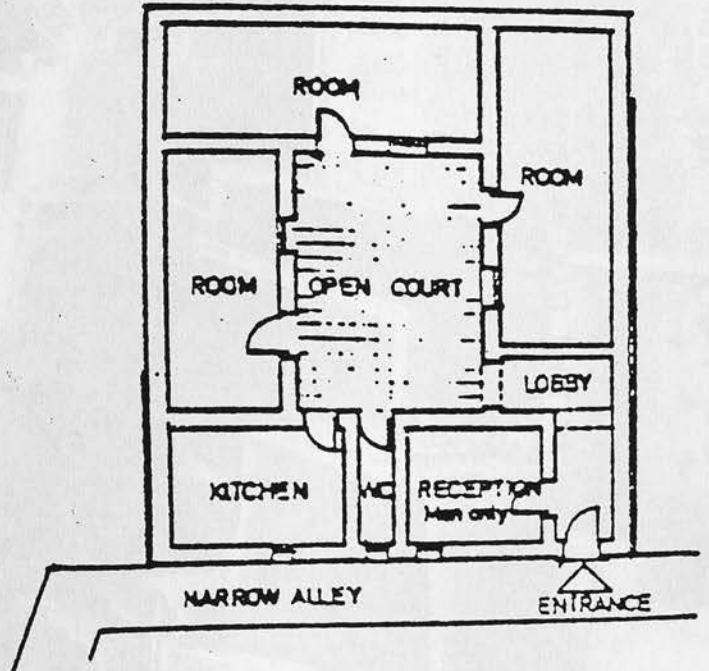 ROOM
ROOM
ROOM
OPEN COURT
LOBBY
KITCHEN
WC
RECEPTION
Men only
NARROW ALLEY
ENTRANCE